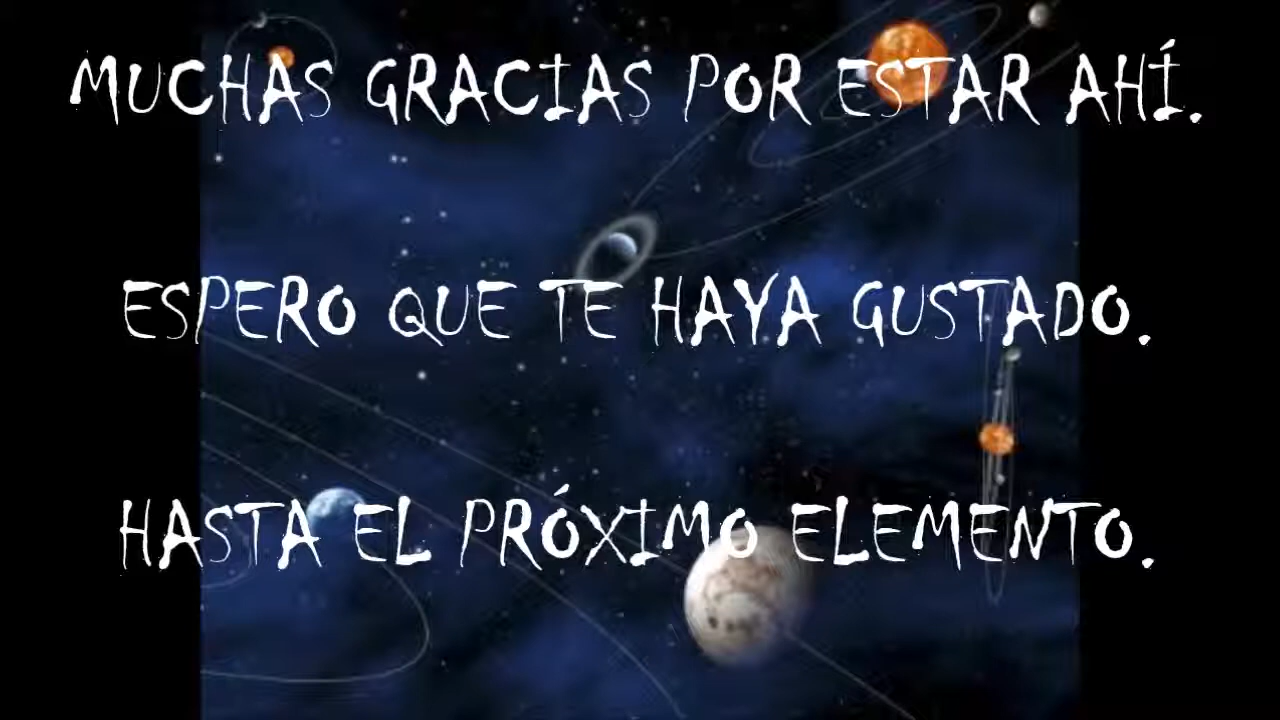 MUCHAS GRACIAS POR ESTAR AHÍ.
ESPERO QUE TE HAYA GUSTADO.
HASTA EL PRÓXIMO ELEMENTO.